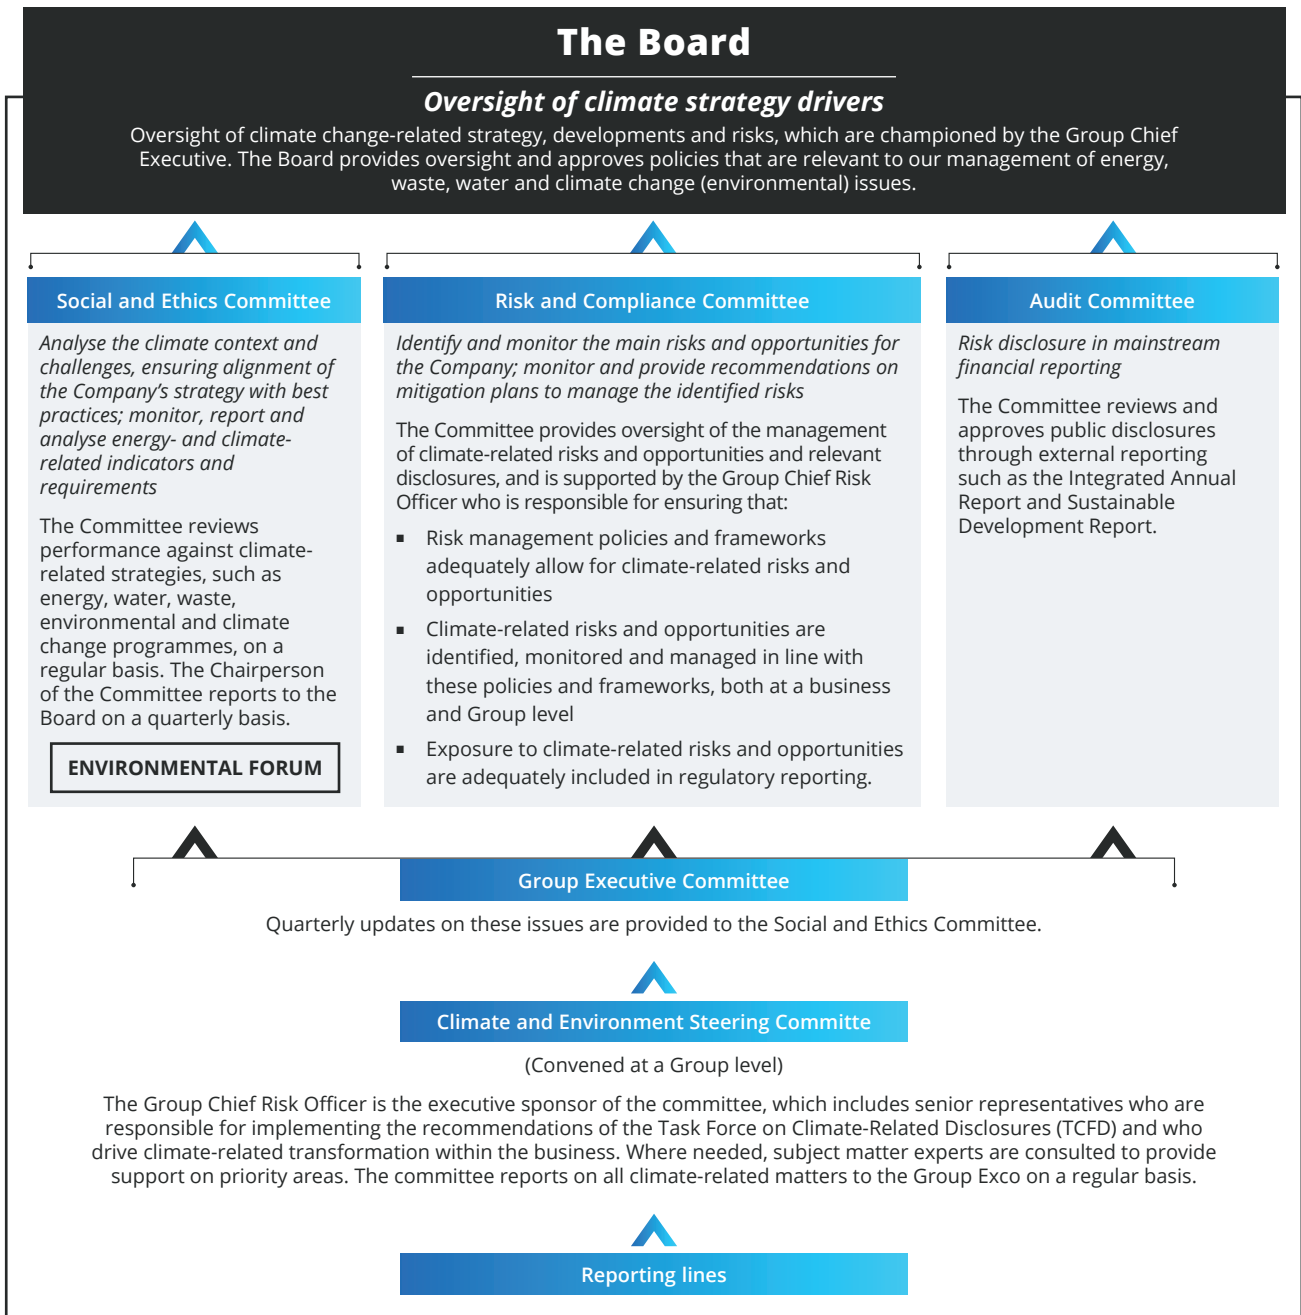 The Board
Oversight of climate strategy drivers
Oversight of climate change-related strategy, developments and risks, which are championed by the Group Chief
Executive. The Board provides oversight and approves policies that are relevant to our management of energy,
waste, water and climate change (environmental) issues.
Social and Ethics Committee
Analyse the climate context and
challenges, ensuring alignment of
the Company's strategy with best
practices; monitor, report and
analyse energy- and climate-
related indicators and
requirements
The Committee reviews
performance against climate-
related strategies, such as
energy, water, waste,
environmental and climate
change programmes, on a
regular basis. The Chairperson
of the Committee reports to the
Board on a quarterly basis.
ENVIRONMENTAL FORUM
Risk and Compliance Committee
Identify and monitor the main risks and opportunities for
the Company; monitor and provide recommendations on
mitigation plans to manage the identified risks
The Committee provides oversight of the management
of climate-related risks and opportunities and relevant
disclosures, and is supported by the Group Chief Risk
Officer who is responsible for ensuring that:
▪ Risk management policies and frameworks
adequately allow for climate-related risks and
opportunities
▪ Climate-related risks and opportunities are
identified, monitored and managed in line with
these policies and frameworks, both at a business
and Group level
▪ Exposure to climate-related risks and opportunities
are adequately included in regulatory reporting.
Audit Committee
Risk disclosure in mainstream
financial reporting
The Committee reviews and
approves public disclosures
through external reporting
such as the Integrated Annual
Report and Sustainable
Development Report.
Group Executive Committee
Quarterly updates on these issues are provided to the Social and Ethics Committee.
Climate and Environment Steering Committe
(Convened at a Group level)
The Group Chief Risk Officer is the executive sponsor of the committee, which includes senior representatives who are
responsible for implementing the recommendations of the Task Force on Climate-Related Disclosures (TCFD) and who
drive climate-related transformation within the business. Where needed, subject matter experts are consulted to provide
support on priority areas. The committee reports on all climate-related matters to the Group Exco on a regular basis.
Reporting lines